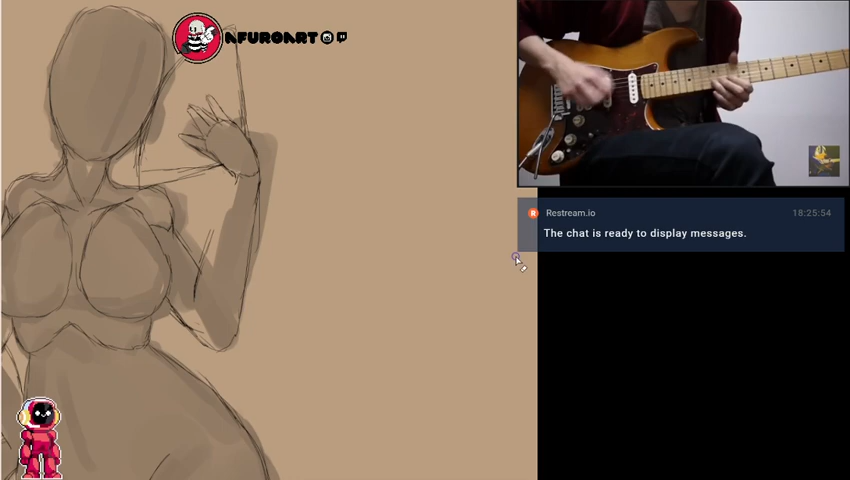 AFUROART
Restream.io 18:25:54
The chat is ready to display messages.